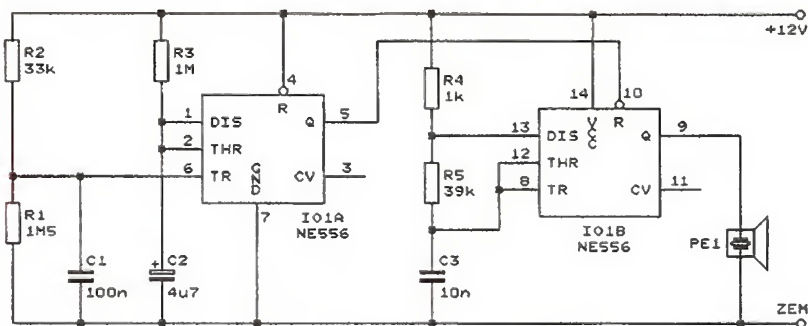 +12V
R2
33k
R3
1M
4
R
1
DIS
Q
5
2
THR
GND
6
TR
CV
3
7
IO1A
NE556
R1
1M5
C1
100n
C2
+
4u7
R4
1k
14
10
VCC
R
13
DIS
Q
9
12
THR
8
TR
CV
11
R5
39k
IO1B
NE556
C3
10n
PE1
ZEM